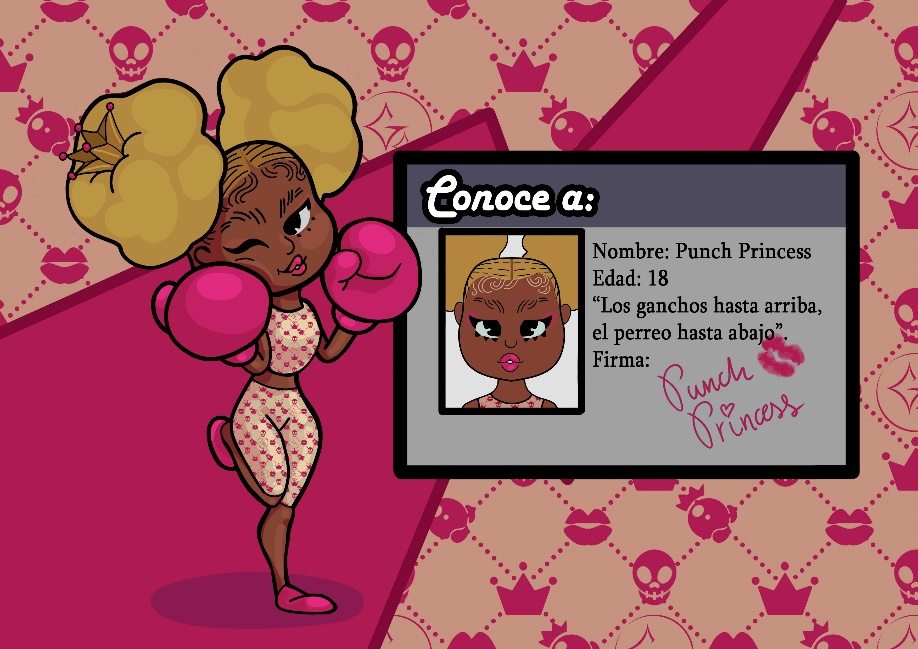 Conoce a:
Nombre: Punch Princess
Edad: 18
“Los ganchos hasta arriba,
el perreo hasta abajo”.
Firma:
Punch
Princess